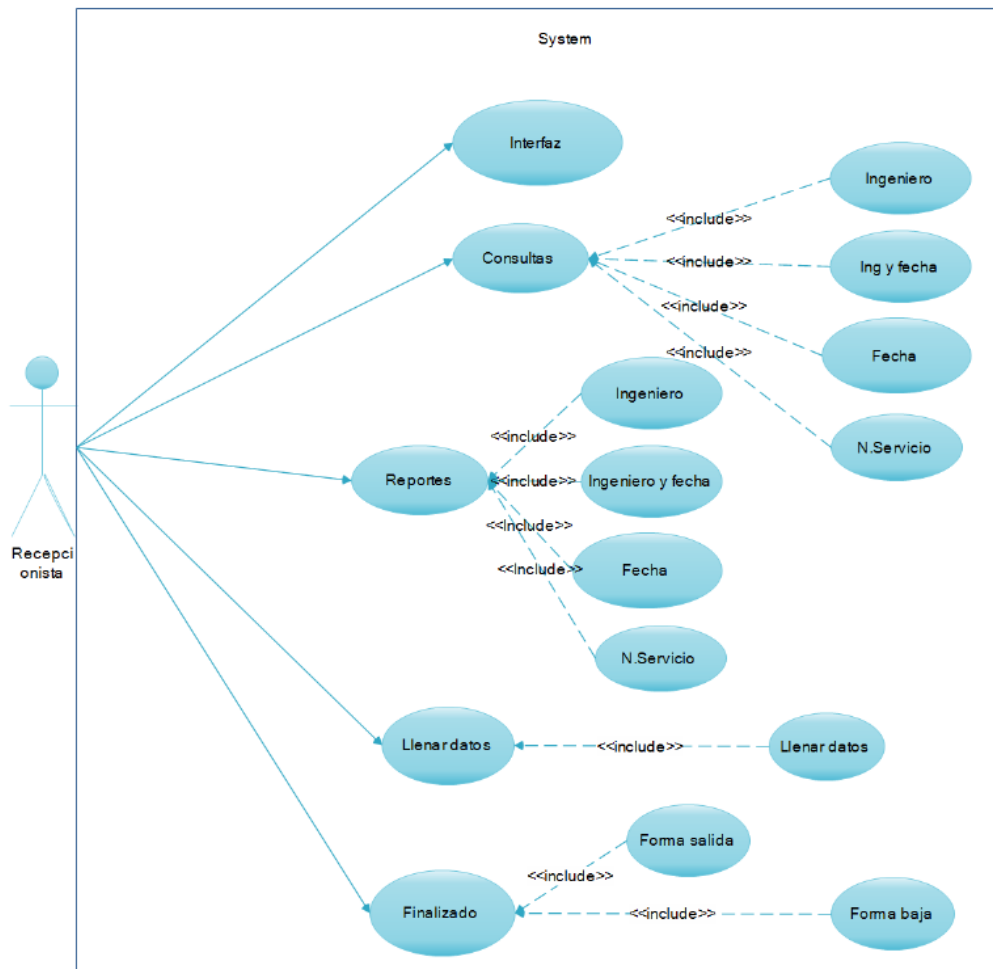 System
Interfaz
Ingeniero
<<include>>
Consultas
<<include>>
Ing y fecha
<<include>>
Fecha
<<include>>
N.Servicio
Ingeniero
<<include>>
Reportes
<<include>>
Ingeniero y fecha
<<Include>>
Fecha
<<Include>>
N.Servicio
Recepci
onista
Llenar datos
<<include>>
Llenar datos
Forma salida
<<include>>
Finalizado
<<include>>
Forma baja